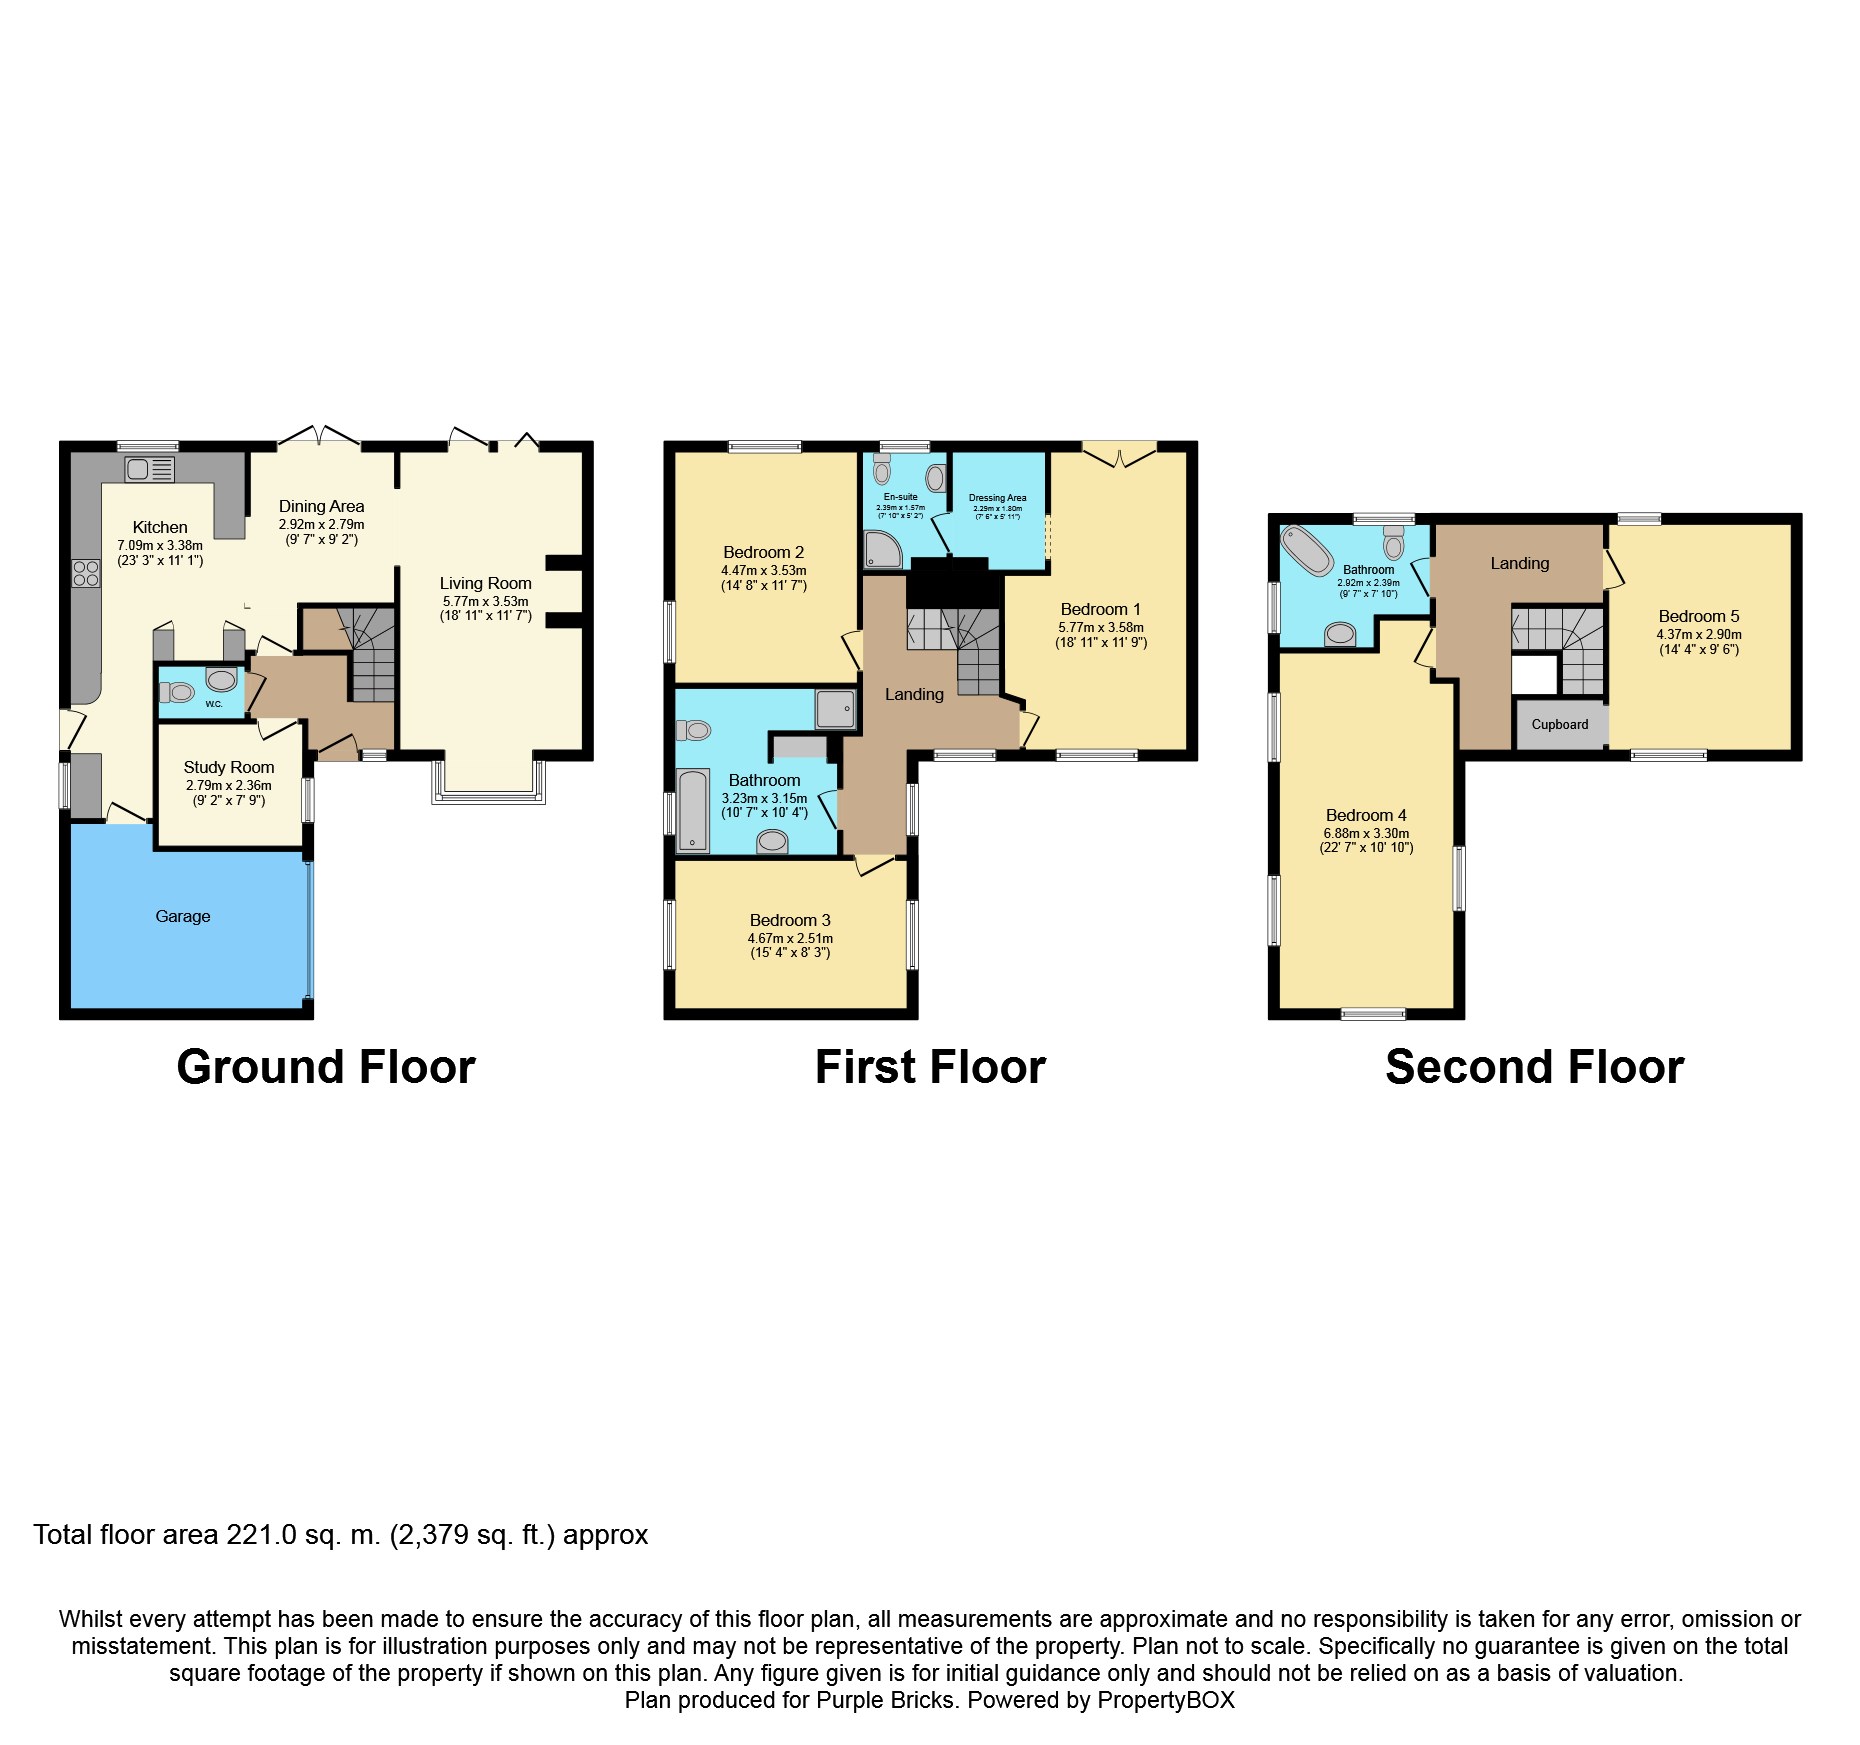 Kitchen
7.09m x 3.38m
(23' 3" x 11' 1")
Dining Area
2.92m x 2.79m
(9' 7" x 9' 2")
Living Room
5.77m x 3.53m
(18' 11" x 11' 7")
W.C.
Study Room
2.79m x 2.36m
(9' 2" x 7' 9")
Garage
Ground Floor
Bedroom 2
4.47m x 3.53m
(14' 8" x 11' 7")
En-suite
2.39m x 1.57m
(7' 10" x 5' 2")
Dressing Area
2.29m x 1.80m
(7' 6" x 5' 11")
Bedroom 1
5.77m x 3.58m
(18' 11" x 11' 9")
Landing
Bathroom
3.23m x 3.15m
(10' 7" x 10' 4")
Bedroom 3
4.67m x 2.51m
(15' 4" x 8' 3")
First Floor
Bathroom
2.92m x 2.39m
(9' 7" x 7' 10")
Landing
Bedroom 5
4.37m x 2.90m
(14' 4" x 9' 6")
Cupboard
Bedroom 4
6.88m x 3.30m
(22' 7" x 10' 10")
Second Floor
Total floor area 221.0 sq. m. (2,379 sq. ft.) approx
Whilst every attempt has been made to ensure the accuracy of this floor plan, all measurements are approximate and no responsibility is taken for any error, omission or
misstatement. This plan is for illustration purposes only and may not be representative of the property. Plan not to scale. Specifically no guarantee is given on the total
square footage of the property if shown on this plan. Any figure given is for initial guidance only and should not be relied on as a basis of valuation.
Plan produced for Purple Bricks. Powered by PropertyBOX